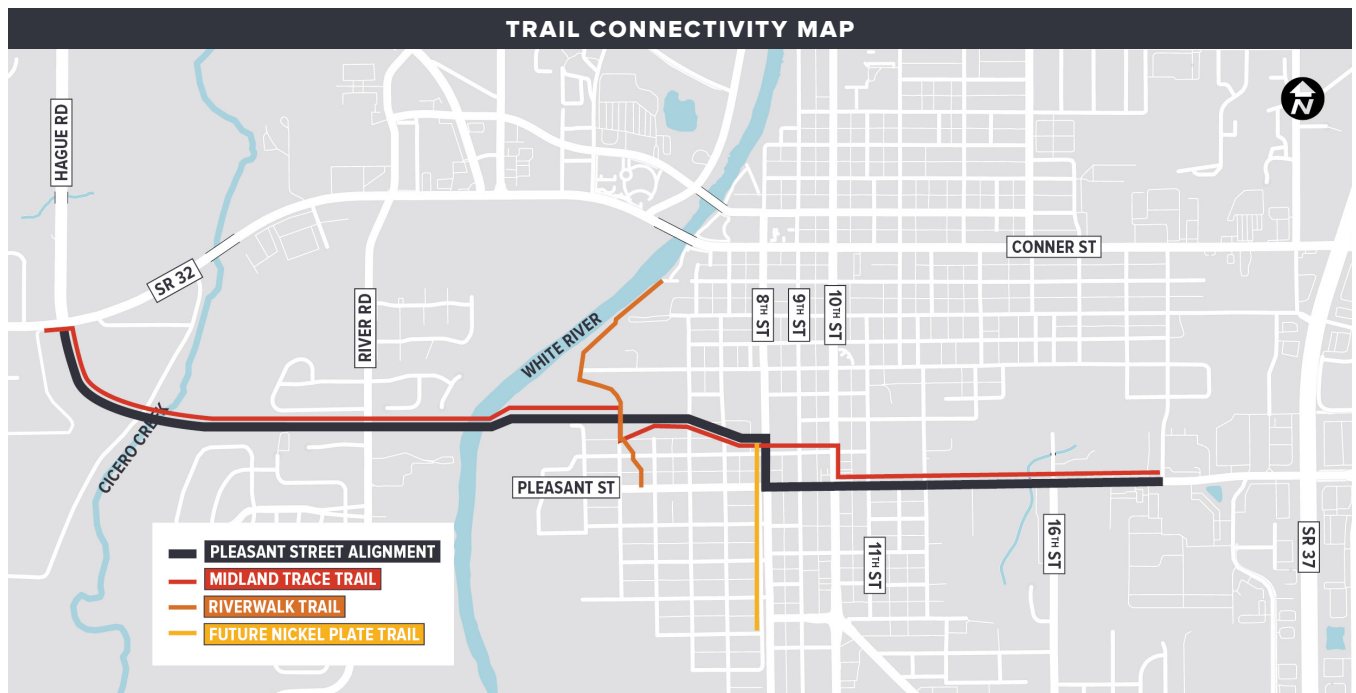 TRAIL CONNECTIVITY MAP
N
HAGUE RD
CONNER ST
SR 32
8TH ST
9TH ST
10TH ST
RIVER RD
WHITE RIVER
CICERO CREEK
PLEASANT ST
11TH ST
16TH ST
SR 37
PLEASANT STREET ALIGNMENT
MIDLAND TRACE TRAIL
RIVERWALK TRAIL
FUTURE NICKEL PLATE TRAIL